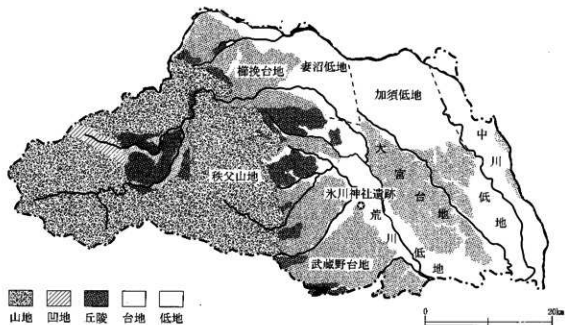 櫛挽台地
妻沼低地
加須低地
中川低地
大宮台地
秩父山地
氷川神社遺跡
荒川低地
武蔵野台地
山地
凹地
丘陵
台地
低地
0
10
20km